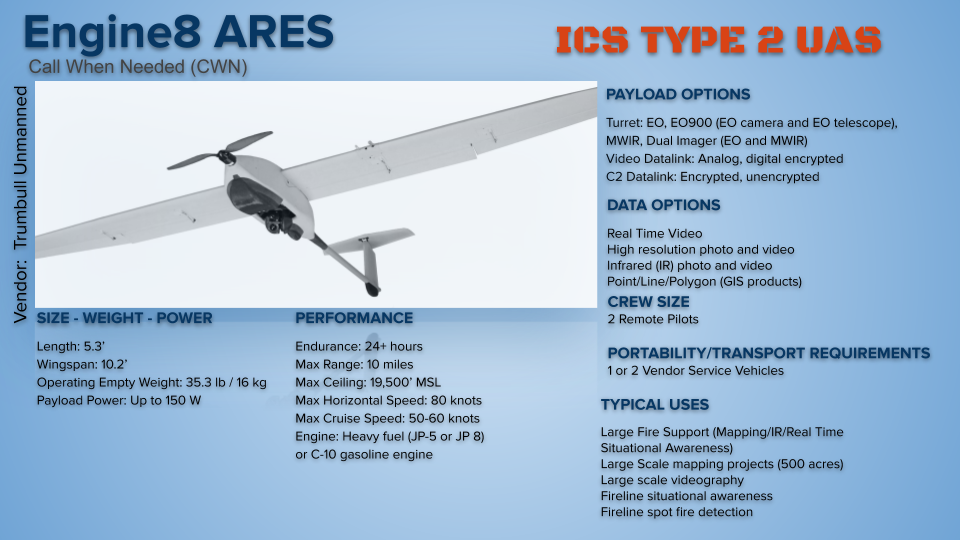 Engine8 ARES
Call When Needed (CWN)
ICS TYPE 2 UAS
Vendor: Trumbull Unmanned
SIZE - WEIGHT - POWER
Length: 5.3’
Wingspan: 10.2’
Operating Empty Weight: 35.3 lb / 16 kg
Payload Power: Up to 150 W
PERFORMANCE
Endurance: 24+ hours
Max Range: 10 miles
Max Ceiling: 19,500’ MSL
Max Horizontal Speed: 80 knots
Max Cruise Speed: 50-60 knots
Engine: Heavy fuel (JP-5 or JP 8)
or C-10 gasoline engine
PAYLOAD OPTIONS
Turret: EO, EO900 (EO camera and EO telescope),
MWIR, Dual Imager (EO and MWIR)
Video Datalink: Analog, digital encrypted
C2 Datalink: Encrypted, unencrypted
DATA OPTIONS
Real Time Video
High resolution photo and video
Infrared (IR) photo and video
Point/Line/Polygon (GIS products)
CREW SIZE
2 Remote Pilots
PORTABILITY/TRANSPORT REQUIREMENTS
1 or 2 Vendor Service Vehicles
TYPICAL USES
Large Fire Support (Mapping/IR/Real Time
Situational Awareness)
Large Scale mapping projects (500 acres)
Large scale videography
Fireline situational awareness
Fireline spot fire detection